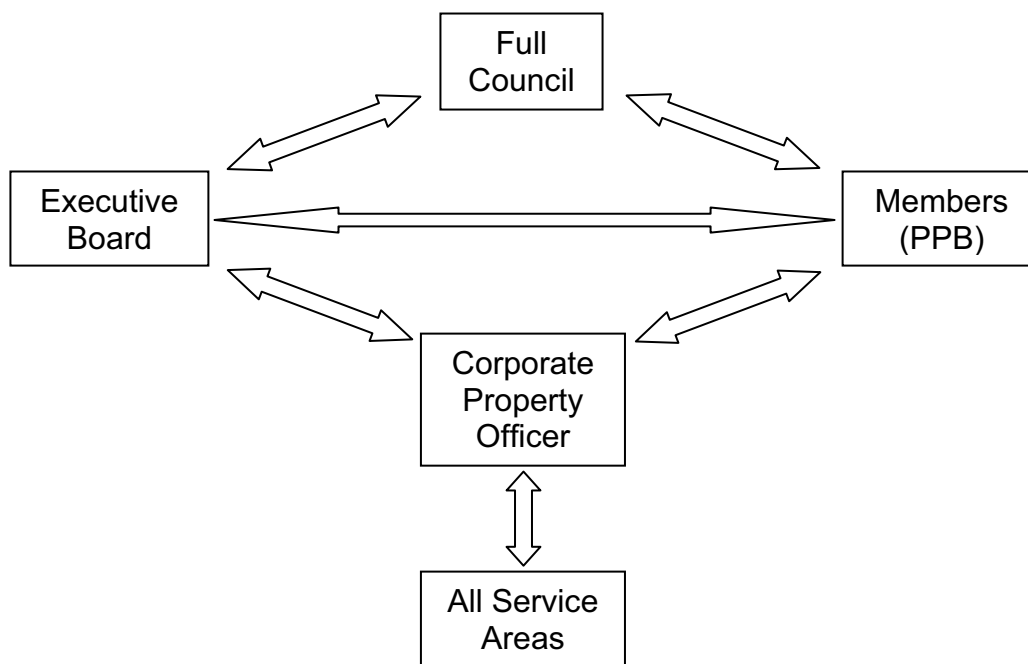 Full
Council
Executive
Board
Members
(PPB)
Corporate
Property
Officer
All Service
Areas